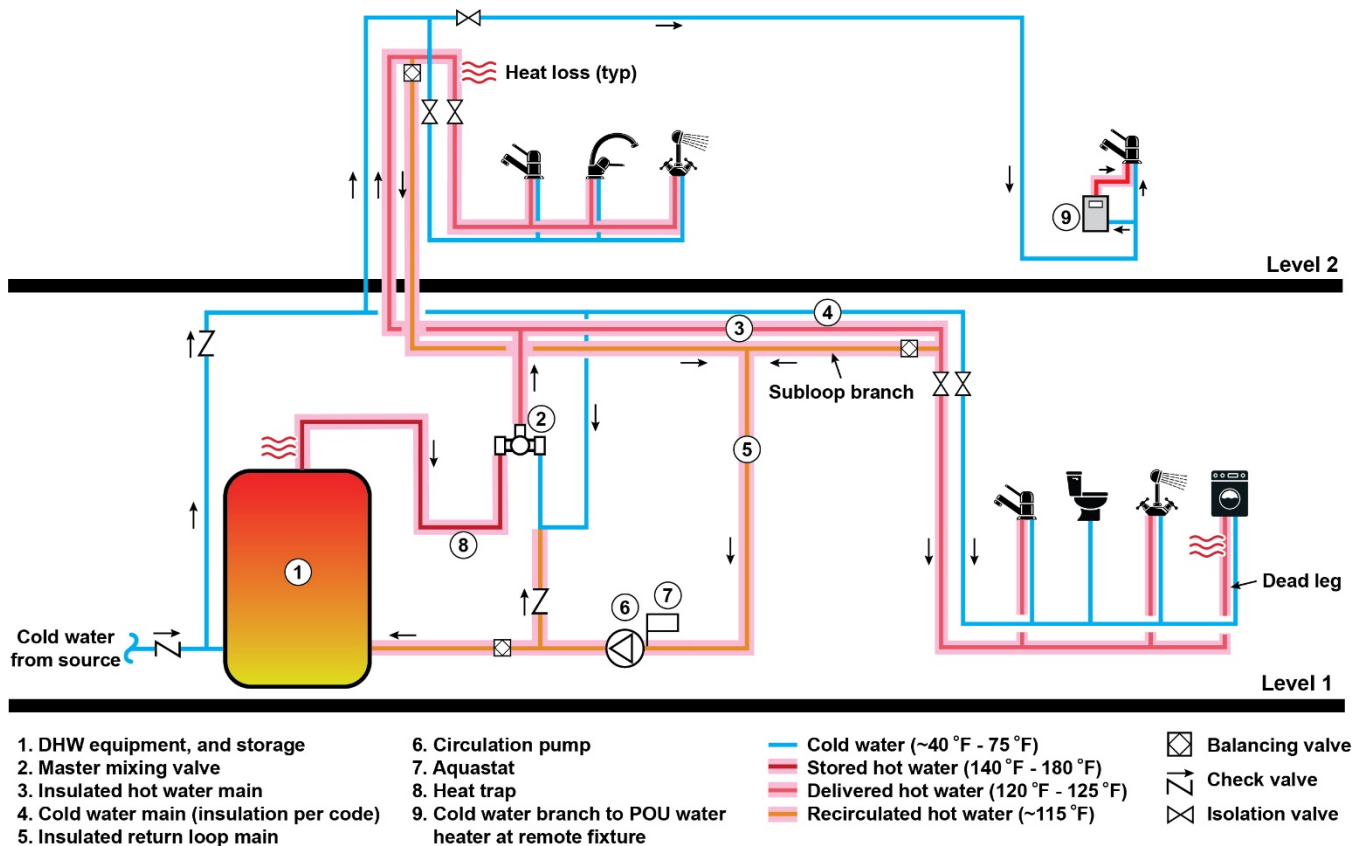 Heat loss (typ)
9
Level 2
4
3
Subloop branch
2
5
1
8
6
7
Dead leg
Cold water
from source
Level 1
1. DHW equipment, and storage
2. Master mixing valve
3. Insulated hot water main
4. Cold water main (insulation per code)
5. Insulated return loop main
6. Circulation pump
7. Aquastat
8. Heat trap
9. Cold water branch to POU water
heater at remote fixture
Cold water (~40 °F - 75 °F)
Stored hot water (140 °F - 180 °F)
Delivered hot water (120 °F - 125 °F)
Recirculated hot water (~115 °F)
Balancing valve
Check valve
Isolation valve